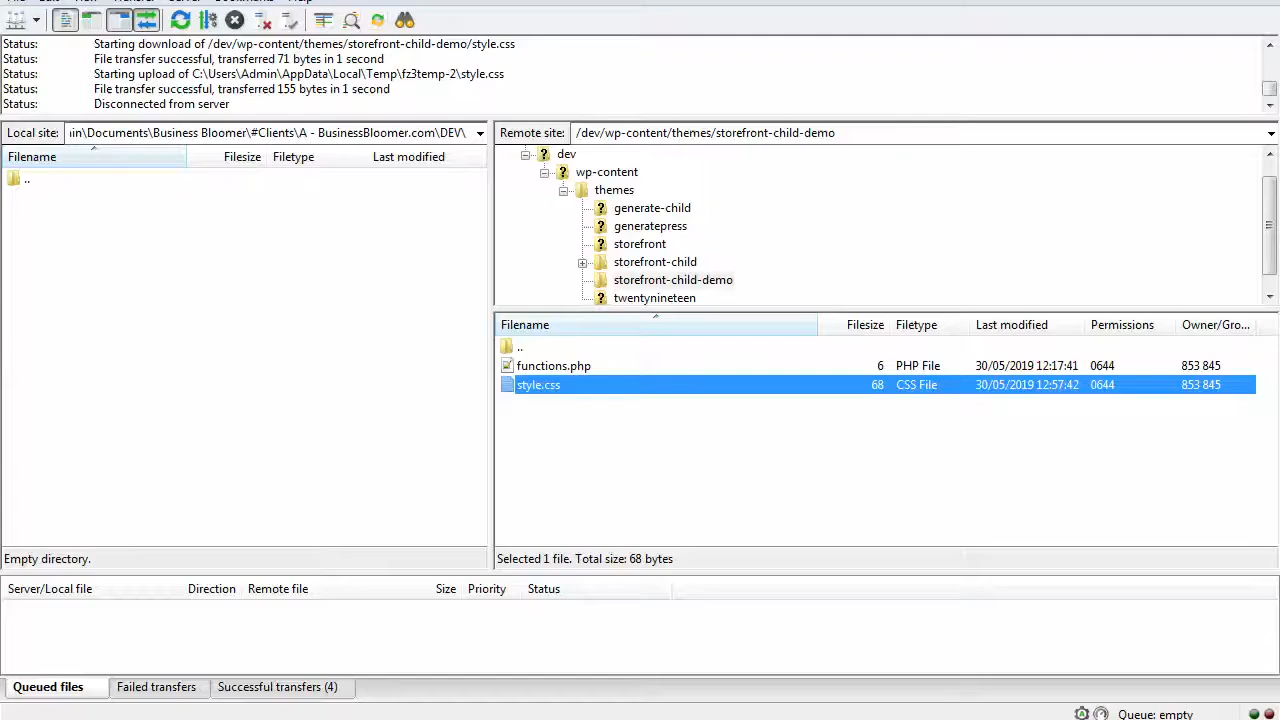 Status: Starting download of /dev/wp-content/themes/storefront-child-demo/style.css
Status: File transfer successful, transferred 71 bytes in 1 second
Status: Starting upload of C:\Users\Admin\AppData\Local\Temp\fz3temp-2\style.css
Status: File transfer successful, transferred 155 bytes in 1 second
Status: Disconnected from server
Local site: in\Documents\Business Bloomer\#Clients\A - BusinessBloomer.com\DEV\
Filename Filesize Filetype Last modified
..
Empty directory.
Remote site: /dev/wp-content/themes/storefront-child-demo
dev
wp-content
themes
generate-child
generatepress
storefront
storefront-child
storefront-child-demo
twentynineteen
Filename Filesize Filetype Last modified Permissions Owner/Gro...
..
functions.php 6 PHP File 30/05/2019 12:17:41 0644 853 845
style.css 68 CSS File 30/05/2019 12:57:42 0644 853 845
Selected 1 file. Total size: 68 bytes
Server/Local file Direction Remote file Size Priority Status
Queued files Failed transfers Successful transfers (4)
Queue: empty